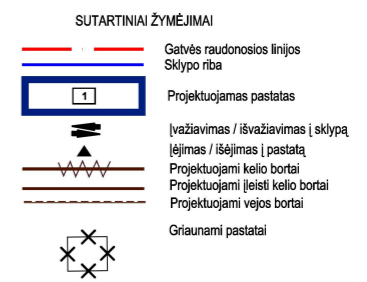 SUTARTINIAI ŽYMĖJIMAI
Gatvės raudonosios linijos
Sklypo riba
1
Projektuojamas pastatas
Įvažiavimas / išvažiavimas į sklypą
Įėjimas / išėjimas į pastatą
Projektuojami kelio bortai
Projektuojami įleisti kelio bortai
Projektuojami vejos bortai
Griaunami pastatai